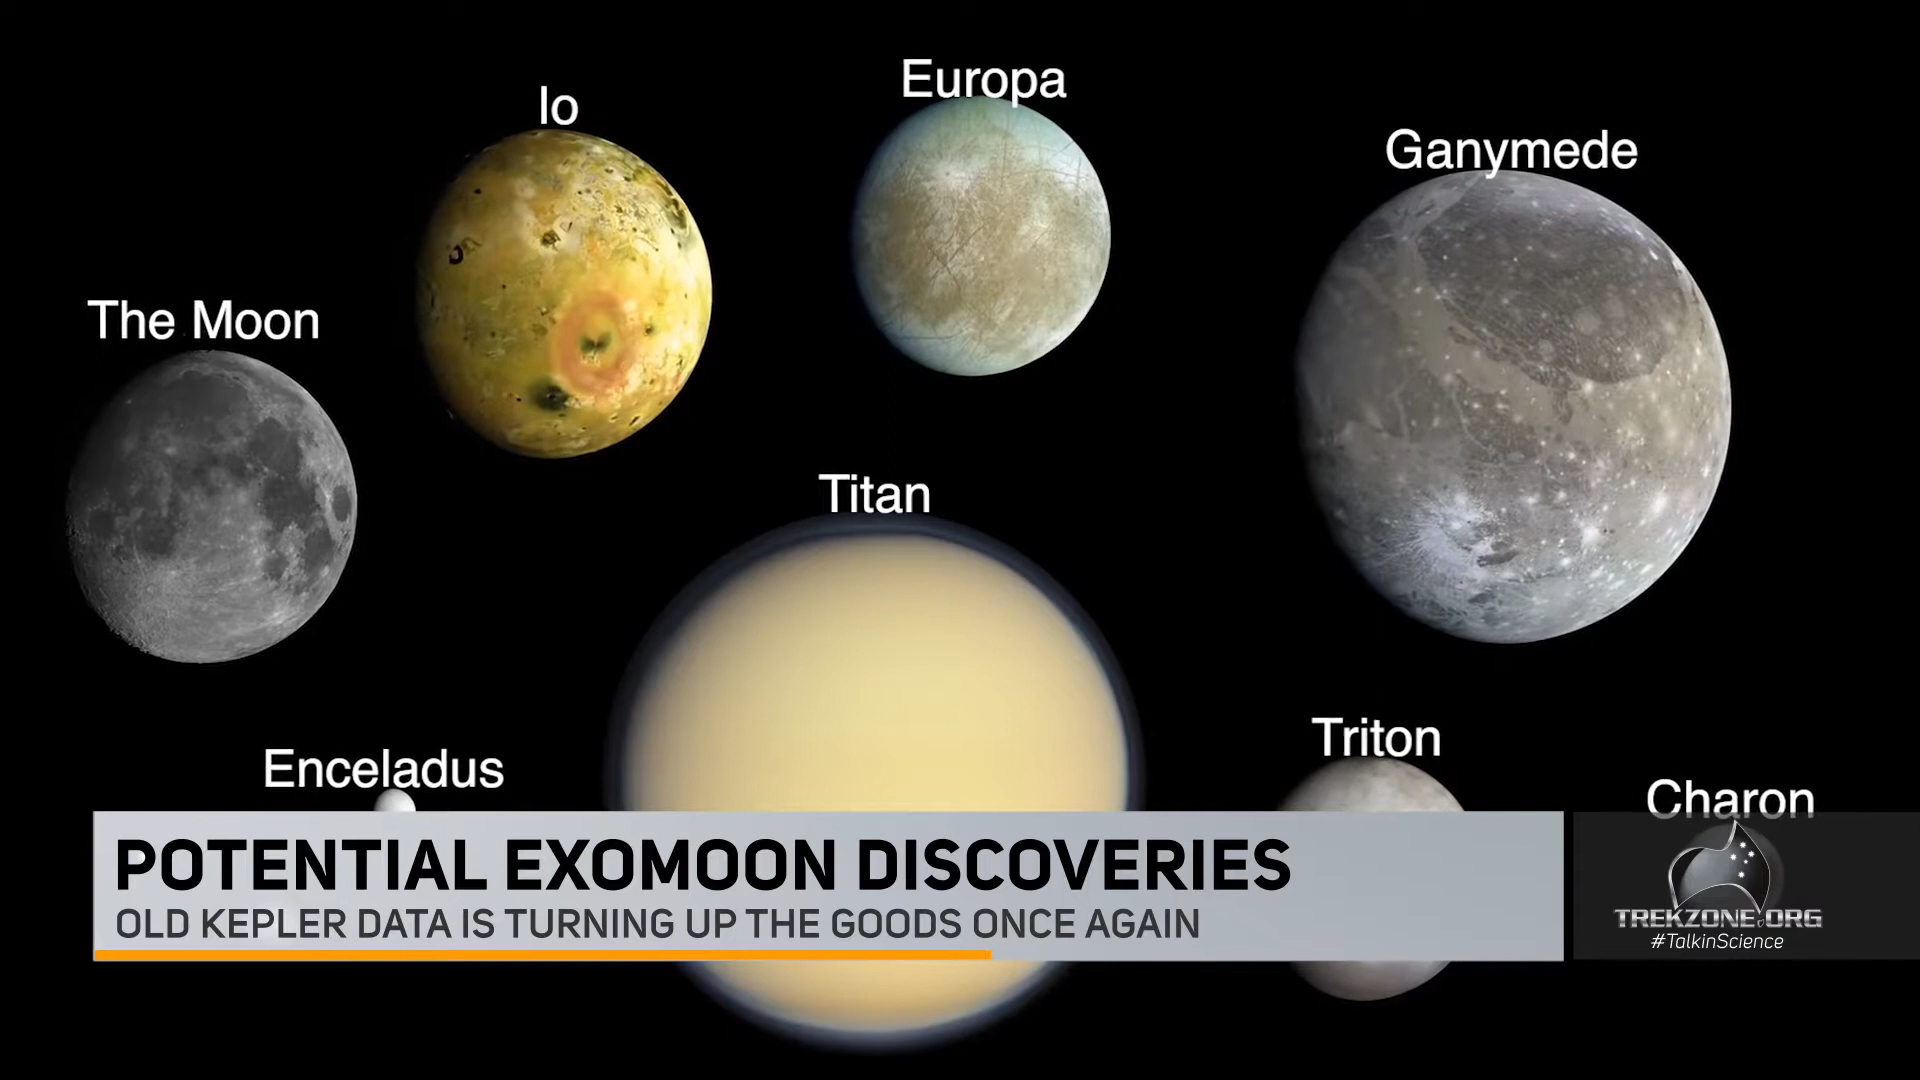 Europa
Io
Ganymede
The Moon
Titan
Triton
Enceladus
Charon
POTENTIAL EXOMOON DISCOVERIES
OLD KEPLER DATA IS TURNING UP THE GOODS ONCE AGAIN
TREKZONE.ORG
#TalkinScience